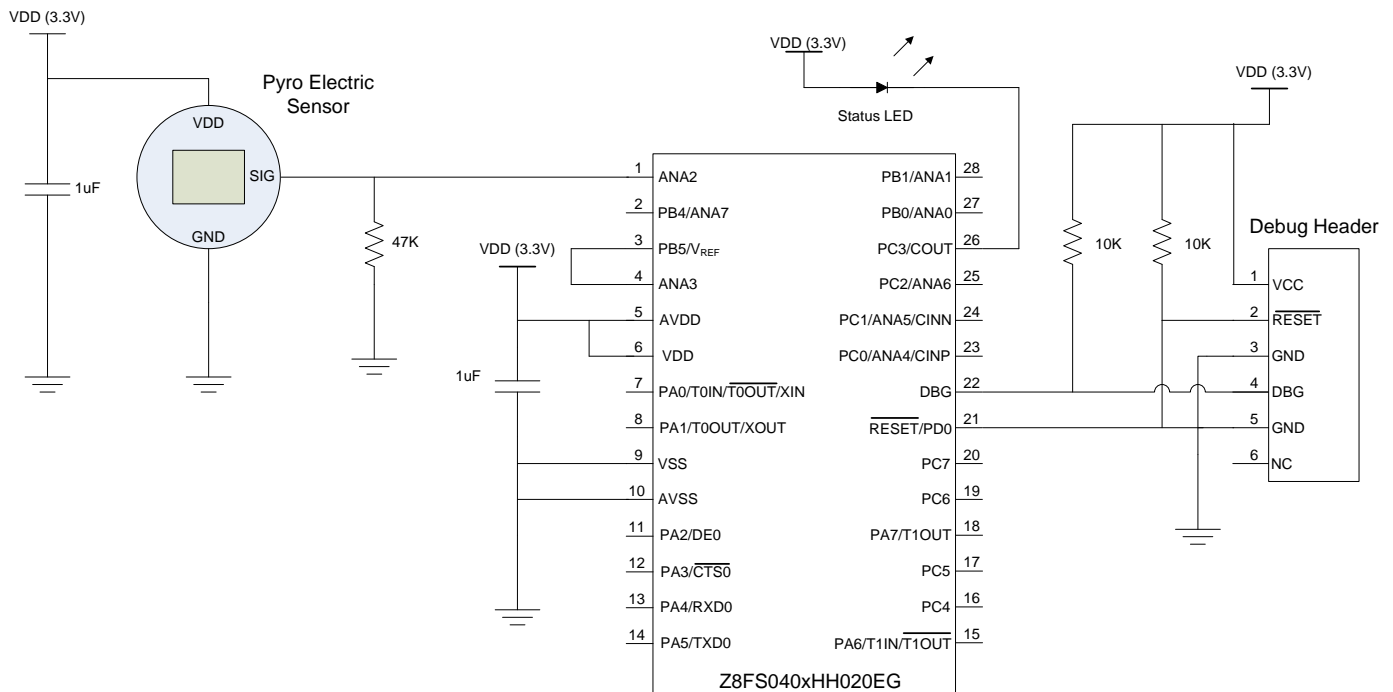 VDD (3.3V)
Pyro Electric
Sensor
VDD
SIG
GND
1uF
47K
VDD (3.3V)
1uF
VDD (3.3V)
Status LED
VDD (3.3V)
10K
10K
1 ANA2
2 PB4/ANA7
3 PB5/VREF
4 ANA3
5 AVDD
6 VDD
7 PA0/T0IN/T0OUT/XIN
8 PA1/T0OUT/XOUT
9 VSS
10 AVSS
11 PA2/DE0
12 PA3/CTS0
13 PA4/RXD0
14 PA5/TXD0
PB1/ANA1 28
PB0/ANA0 27
PC3/COUT 26
PC2/ANA6 25
PC1/ANA5/CINN 24
PC0/ANA4/CINP 23
DBG 22
RESET/PD0 21
PC7 20
PC6 19
PA7/T1OUT 18
PC5 17
PC4 16
PA6/T1IN/T1OUT 15
Z8FS040xHH020EG
Debug Header
1 VCC
2 RESET
3 GND
4 DBG
5 GND
6 NC